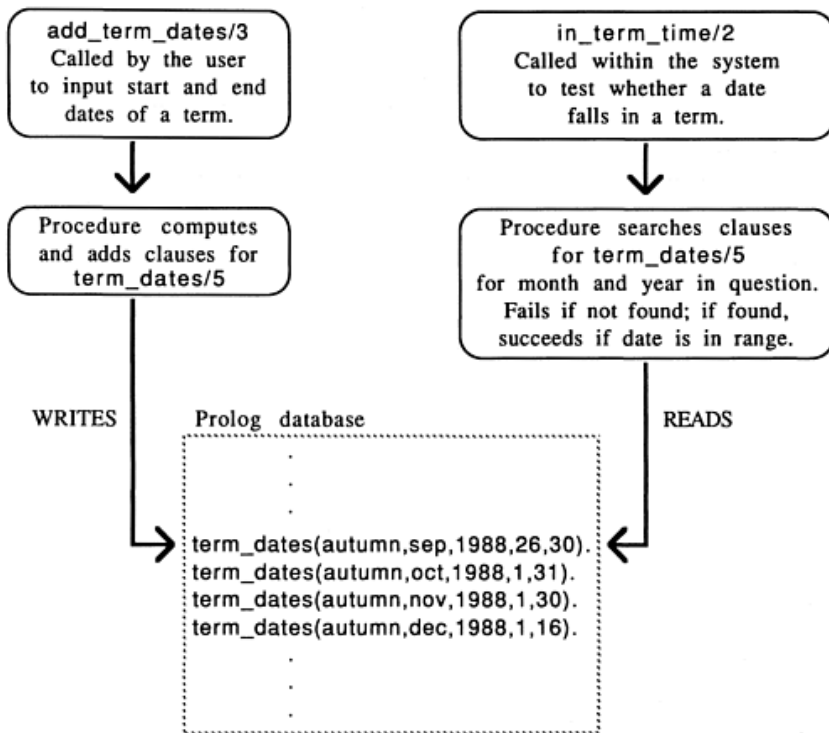 add_term_dates/3
Called by the user
to input start and end
dates of a term.
in_term_time/2
Called within the system
to test whether a date
falls in a term.
Procedure computes
and adds clauses for
term_dates/5
Procedure searches clauses
for term_dates/5
for month and year in question.
Fails if not found; if found,
succeeds if date is in range.
WRITES
Prolog database
READS
.
.
.
term_dates(autumn,sep,1988,26,30).
term_dates(autumn,oct,1988,1,31).
term_dates(autumn,nov,1988,1,30).
term_dates(autumn,dec,1988,1,16).
.
.
.